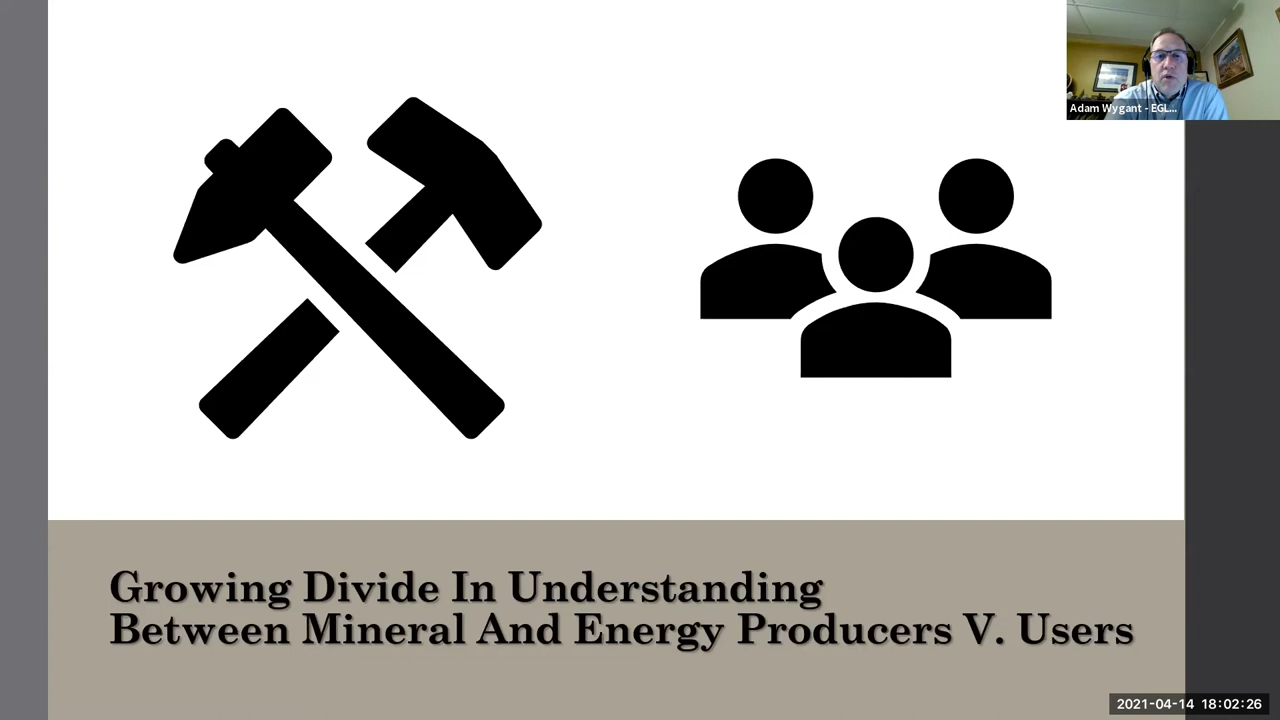 Adam Wygant - EGL...
Growing Divide In Understanding
Between Mineral And Energy Producers V. Users
2021-04-14 18:02:26